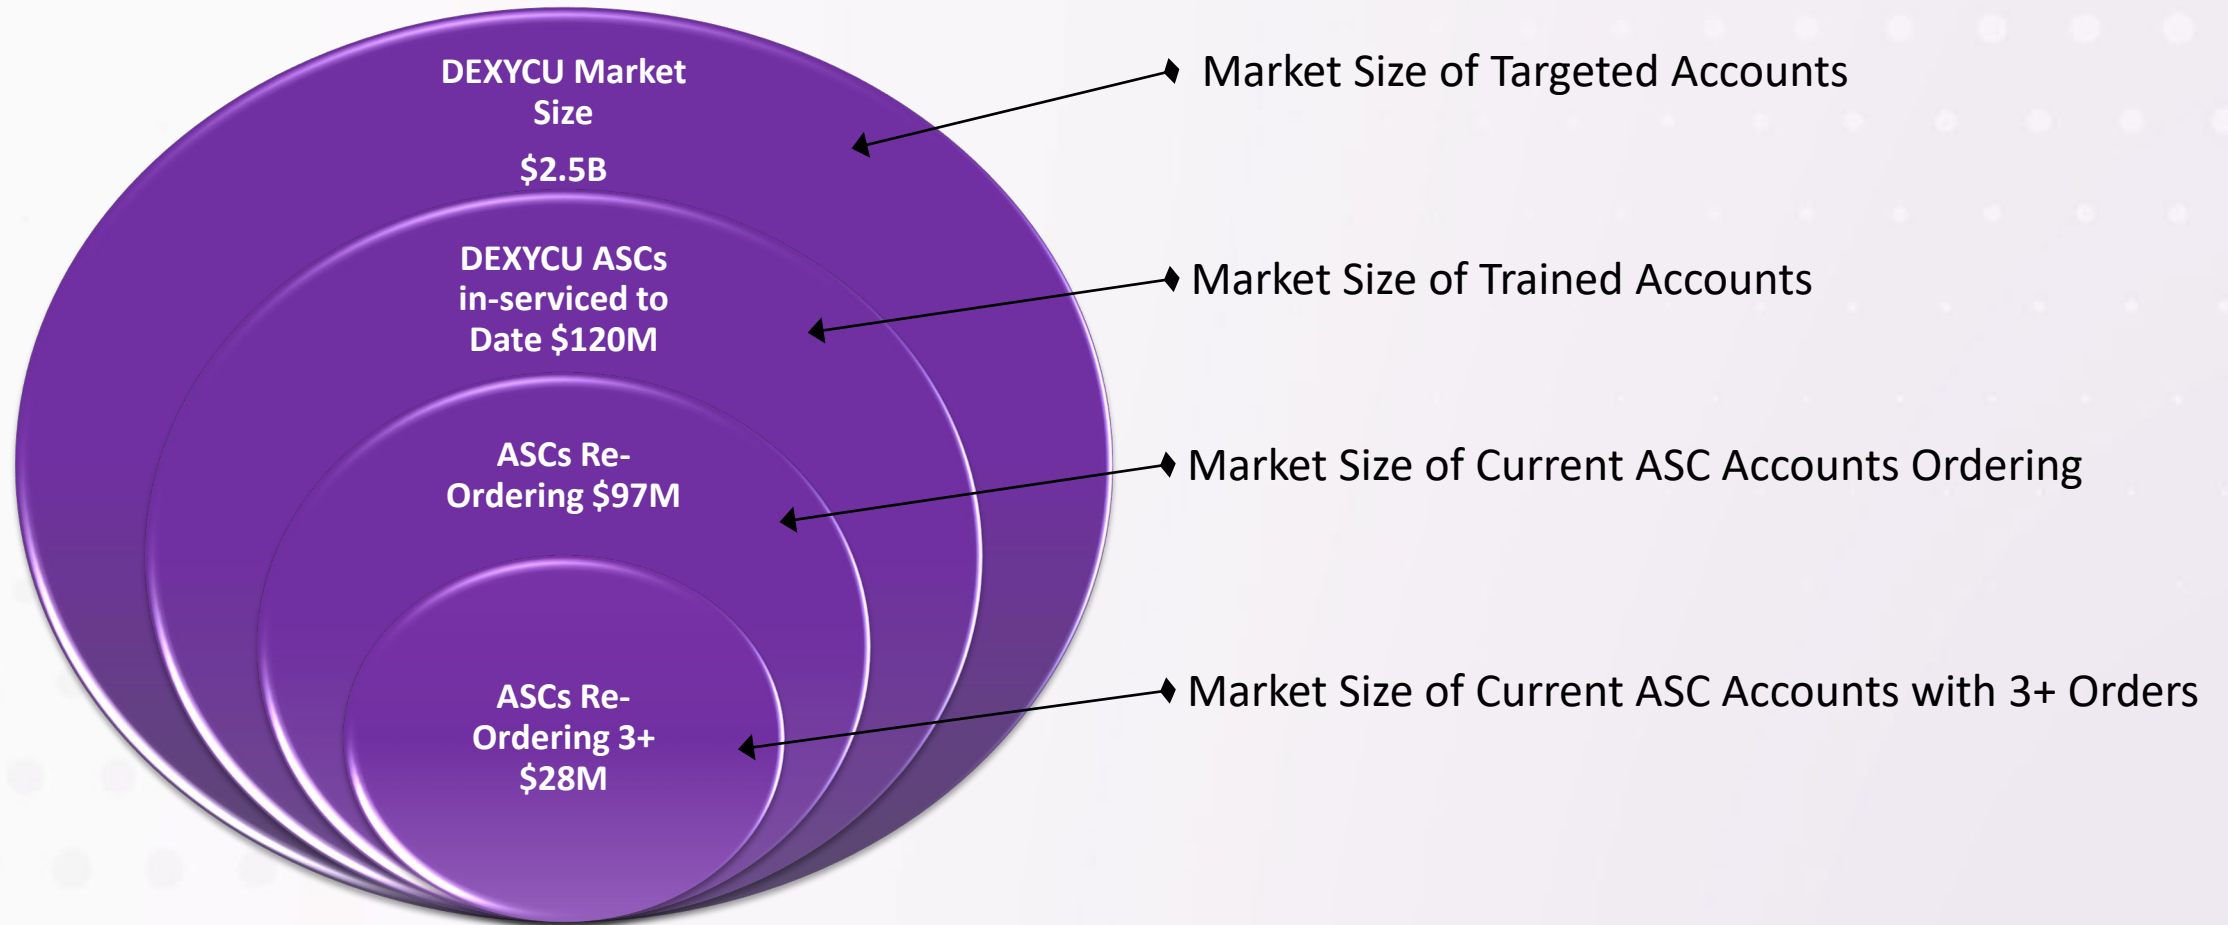 DEXYCU Market
Size
$2.5B
Market Size of Targeted Accounts
DEXYCU ASCs
in-serviced to
Date $120M
Market Size of Trained Accounts
ASCs Re-
Ordering $97M
Market Size of Current ASC Accounts Ordering
ASCs Re-
Ordering 3+
$28M
Market Size of Current ASC Accounts with 3+ Orders